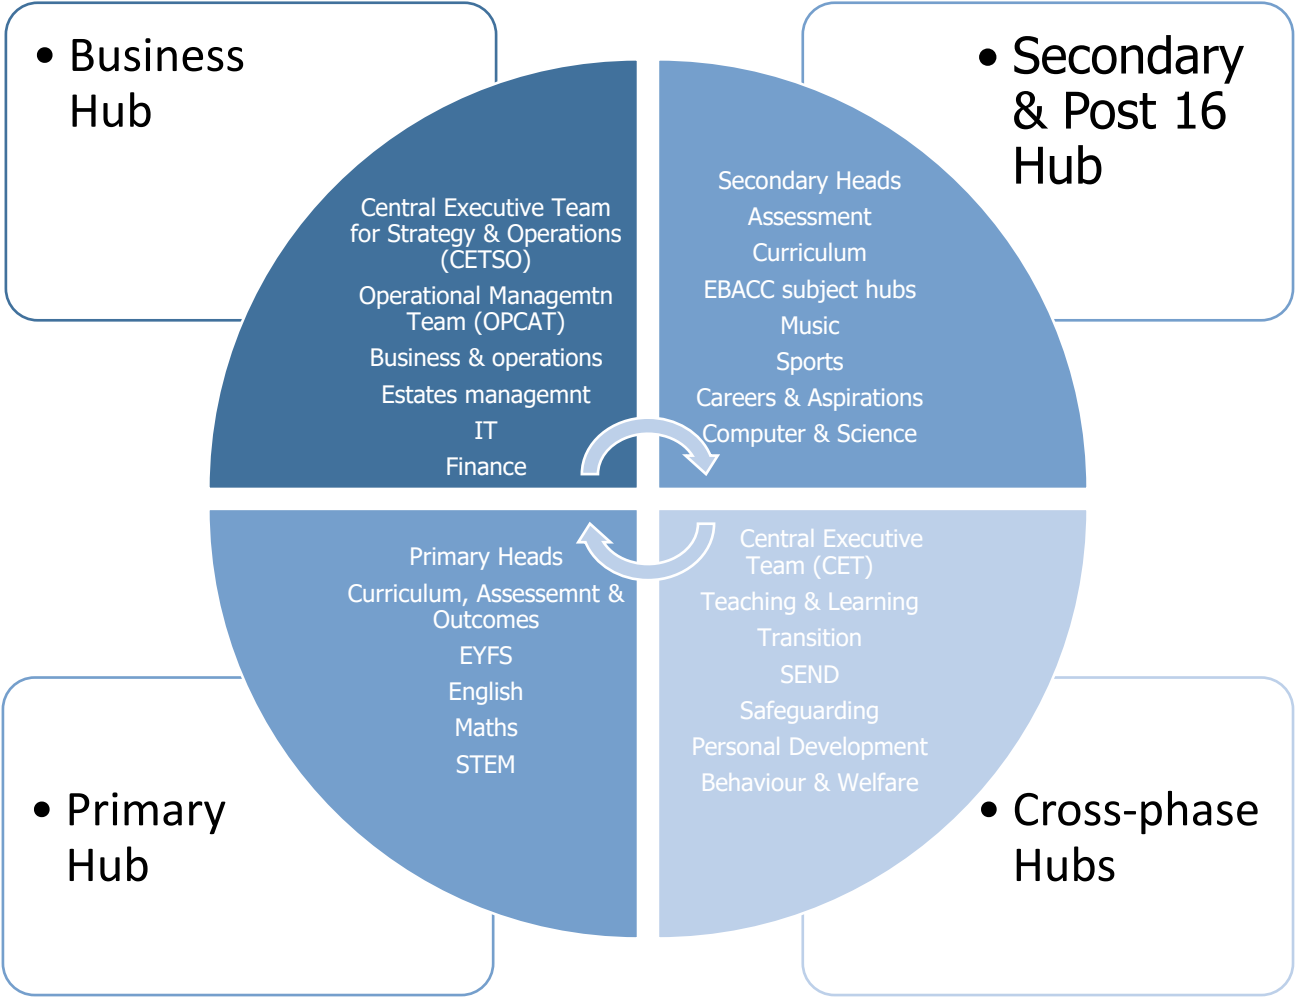 • Business
Hub
• Secondary
& Post 16
Hub
Central Executive Team
for Strategy & Operations
(CETSO)
Operational Managemtn
Team (OPCAT)
Business & operations
Estates managemnt
IT
Finance
Secondary Heads
Assessment
Curriculum
EBACC subject hubs
Music
Sports
Careers & Aspirations
Computer & Science
Primary Heads
Curriculum, Assessemnt &
Outcomes
EYFS
English
Maths
STEM
Central Executive
Team (CET)
Teaching & Learning
Transition
SEND
Safeguarding
Personal Development
Behaviour & Welfare
• Primary
Hub
• Cross-phase
Hubs